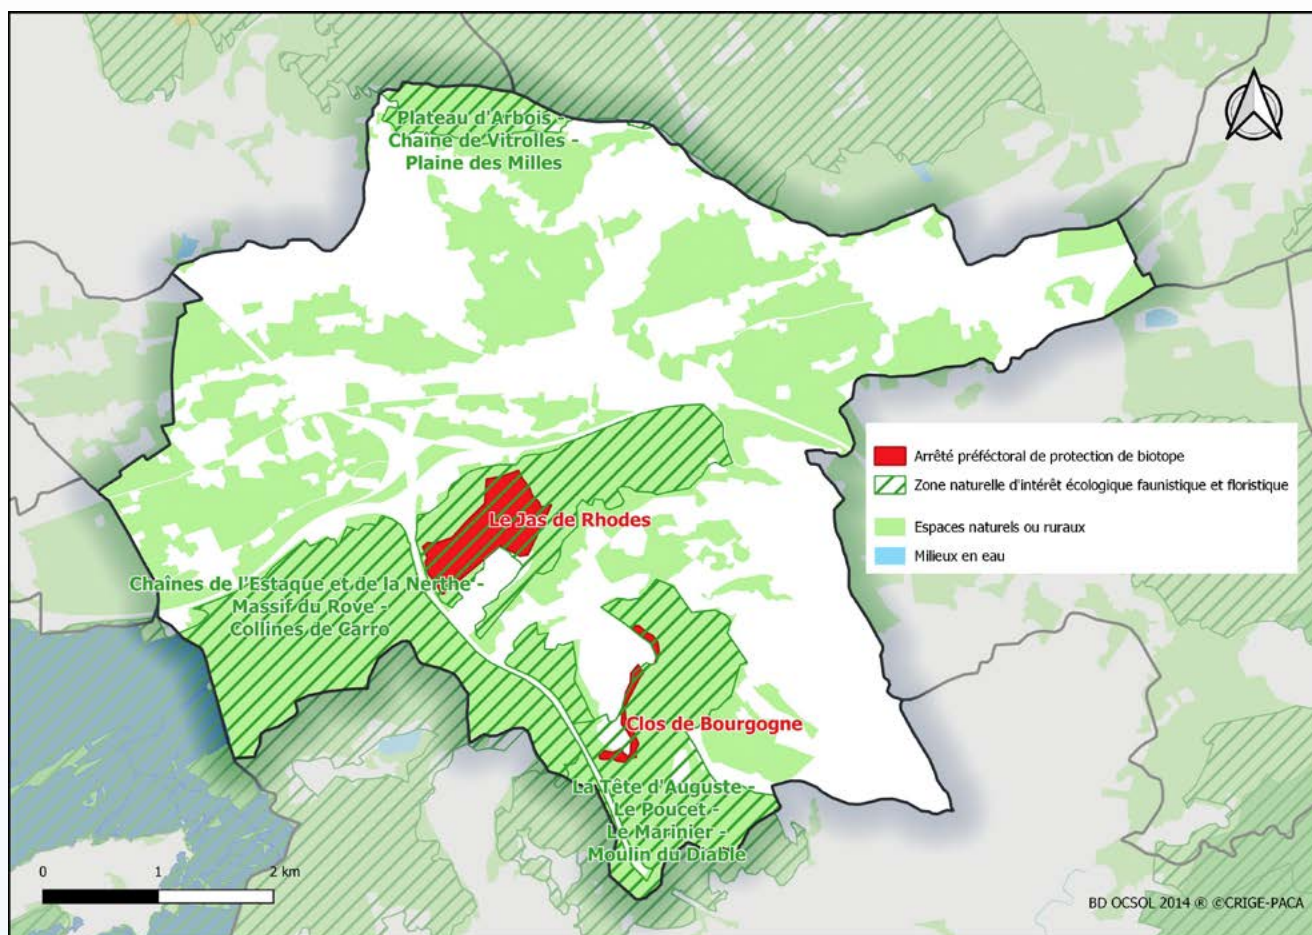 Plateau d'Arbois -
Chaîne de Vitrolles -
Plaine des Milles
Arrêté préféctoral de protection de biotope
Zone naturelle d'intérêt écologique faunistique et floristique
Espaces naturels ou ruraux
Milieux en eau
Le Jas de Rhodes
Chaînes de l'Estaque et de la Nerthe -
Massif du Rove -
Collines de Carro
Clos de Bourgogne
La Tête d'Auguste -
Le Poucet -
Le Marinier -
Moulin du Diable
0 1 2 km
BD OCSOL 2014 ® ©CRIGE-PACA